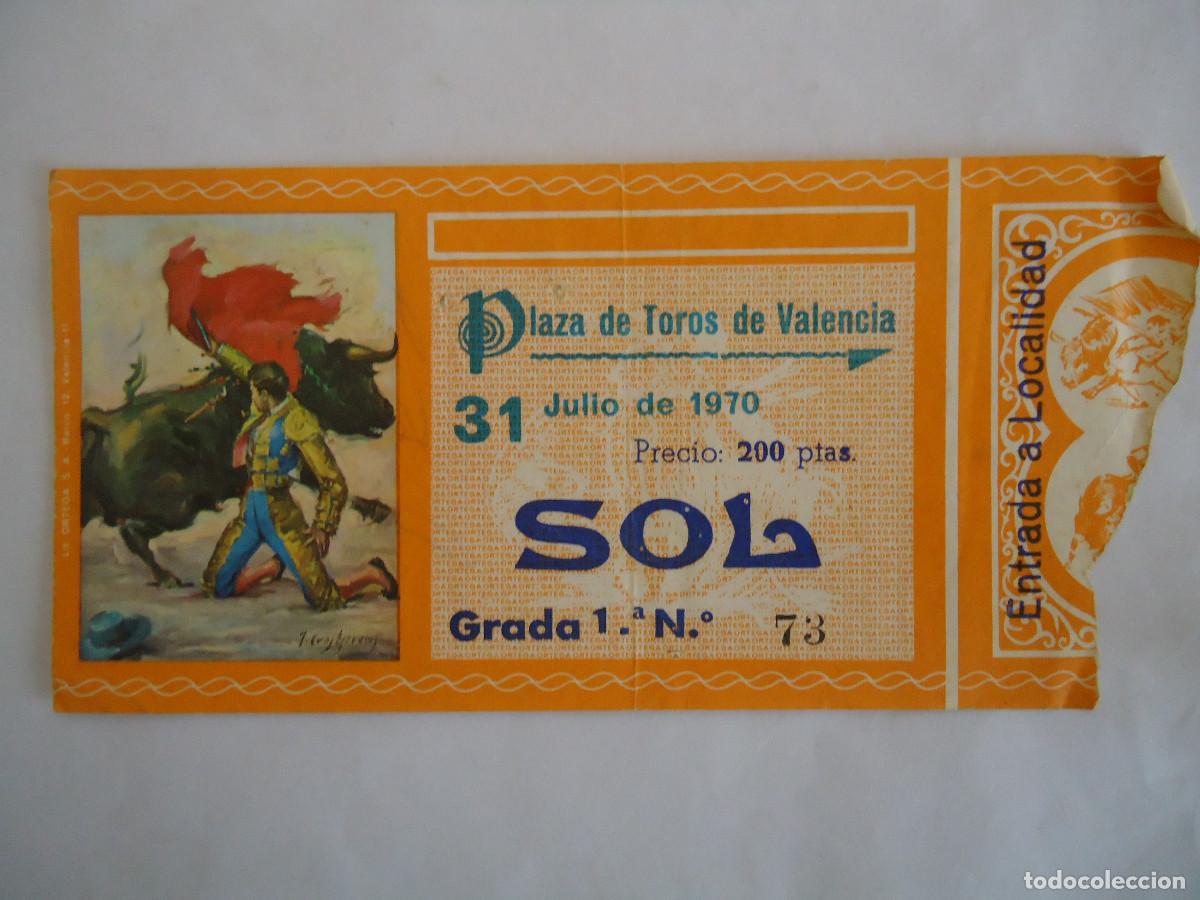 Plaza de Toros de Valencia
31 Julio de 1970
Precio: 200 ptas.
SOL
Grada 1.ª N.º 73
Entrada a Localidad
todocoleccion